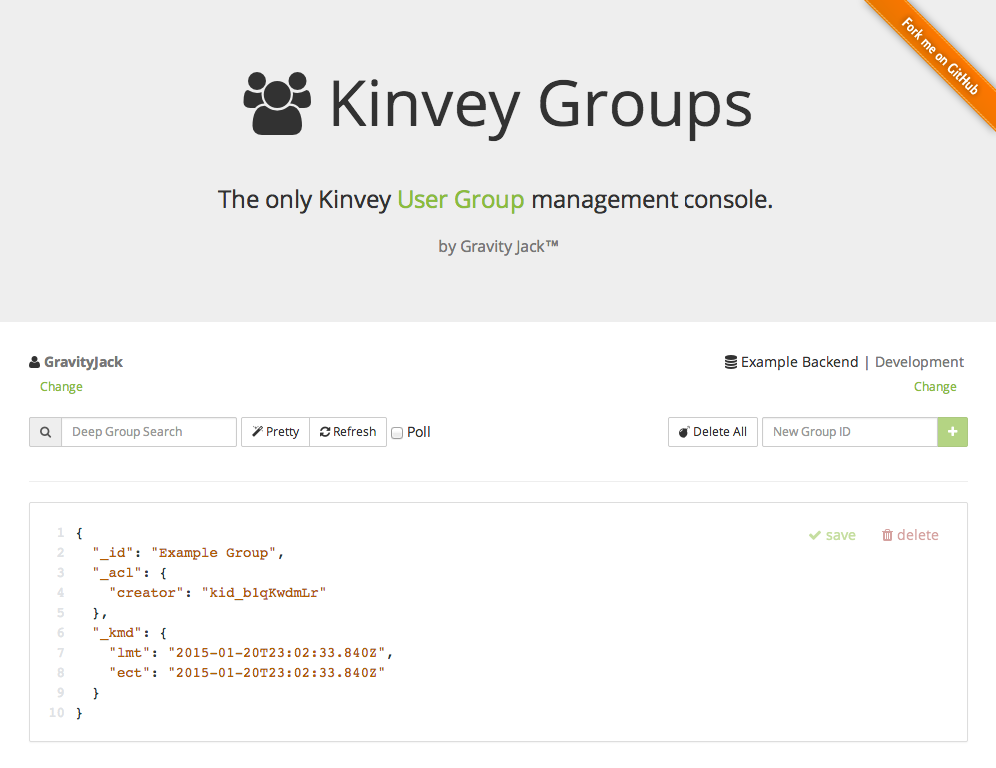 Fork me on GitHub
Kinvey Groups
The only Kinvey User Group management console.
by Gravity Jack™
GravityJack
Example Backend | Development
Change
Change
Deep Group Search
Pretty
Refresh
Poll
Delete All
New Group ID
+
save
delete
1 {
2 "_id": "Example Group",
3 "_acl": {
4 "creator": "kid_b1qKwdmLr"
5 },
6 "_kmd": {
7 "lmt": "2015-01-20T23:02:33.840Z",
8 "ect": "2015-01-20T23:02:33.840Z"
9 }
10 }